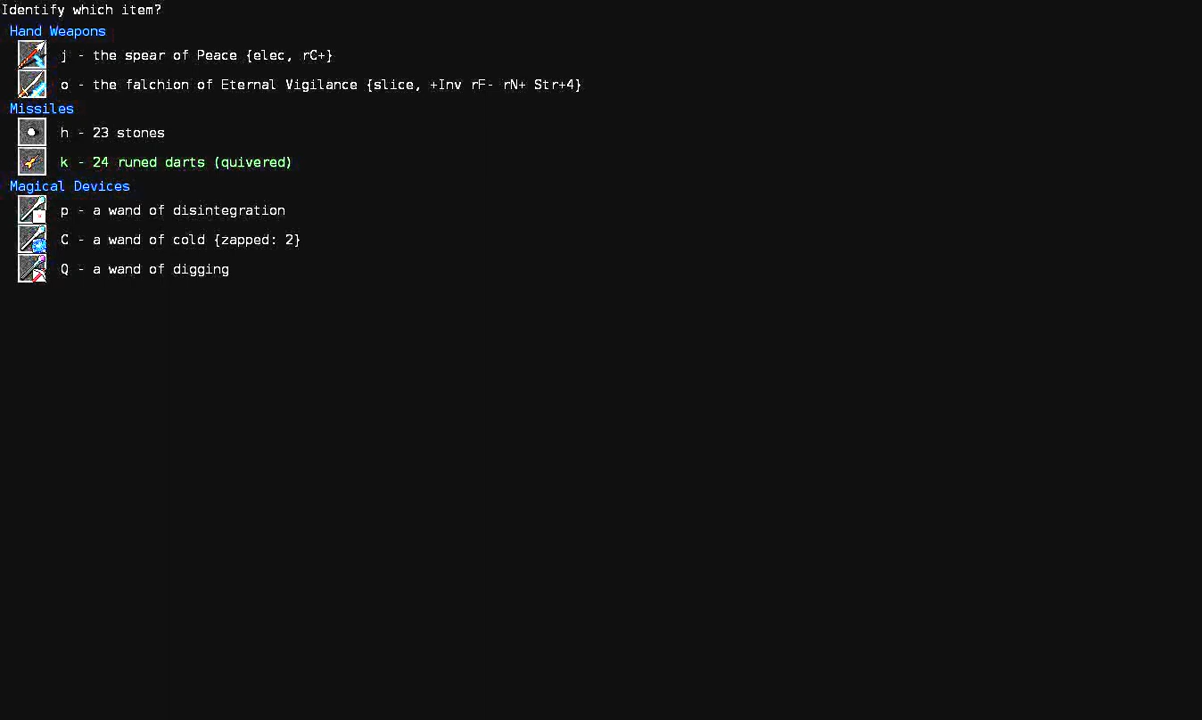 Identify which item?
Hand Weapons
j - the spear of Peace {elec, rC+}
o - the falchion of Eternal Vigilance {slice, +Inv rF- rN+ Str+4}
Missiles
h - 23 stones
k - 24 runed darts (quivered)
Magical Devices
p - a wand of disintegration
C - a wand of cold {zapped: 2}
Q - a wand of digging